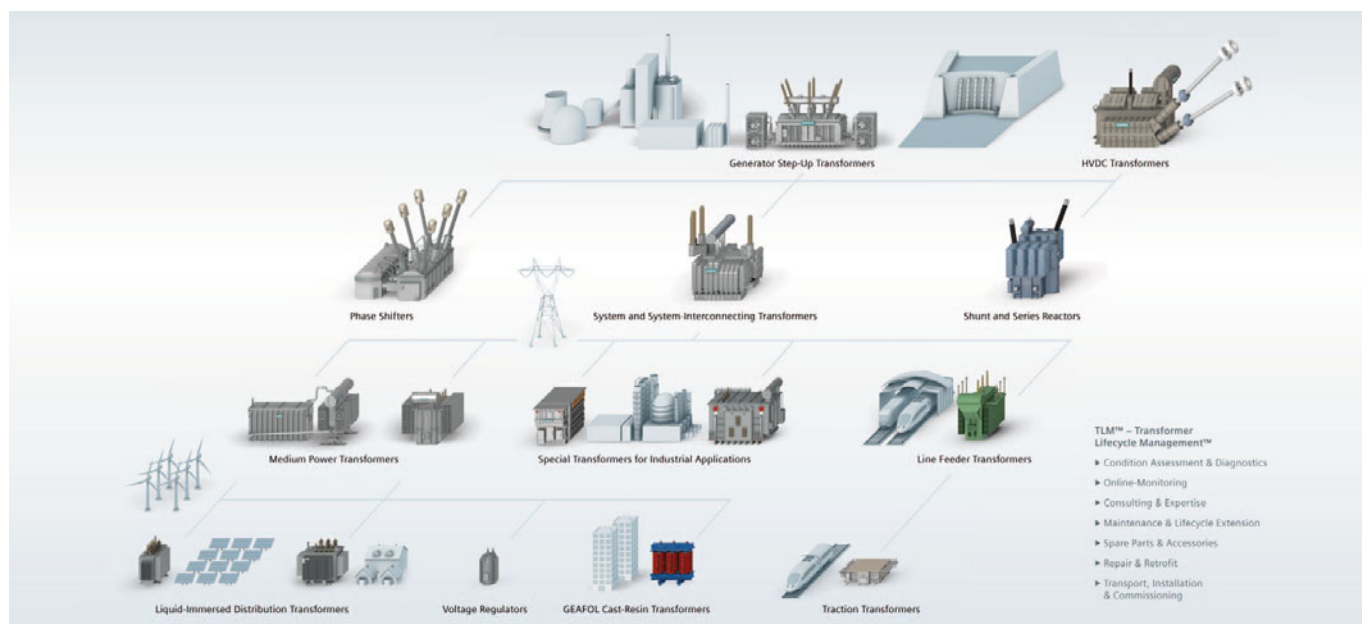 Generator Step-Up Transformers
HVDC Transformers
Phase Shifters
System and System-Interconnecting Transformers
Shunt and Series Reactors
Medium Power Transformers
Special Transformers for Industrial Applications
Line Feeder Transformers
TLM™ – Transformer
Lifecycle Management™
► Condition Assessment & Diagnostics
► Online-Monitoring
► Consulting & Expertise
► Maintenance & Lifecycle Extension
► Spare Parts & Accessories
► Repair & Retrofit
► Transport, Installation
& Commissioning
Liquid-Immersed Distribution Transformers
Voltage Regulators
GEAFOL Cast-Resin Transformers
Traction Transformers